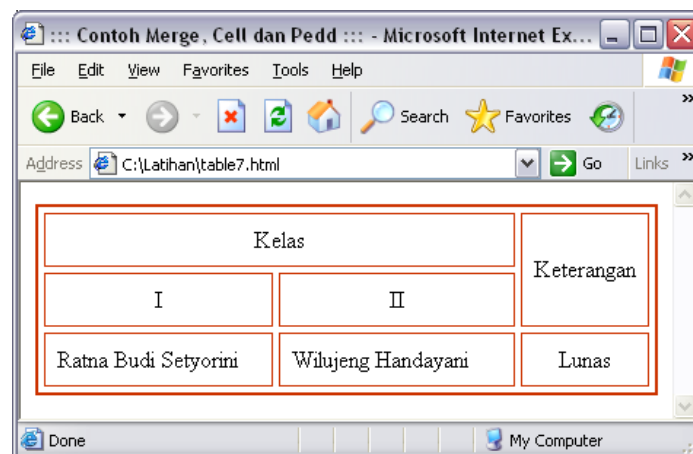 ::: Contoh Merge, Cell dan Pedd ::: - Microsoft Internet Ex...
File Edit View Favorites Tools Help
Back Search Favorites
Address C:\Latihan\table7.html Go Links
Kelas
Keterangan
I II
Ratna Budi Setyorini Wilujeng Handayani Lunas
Done My Computer